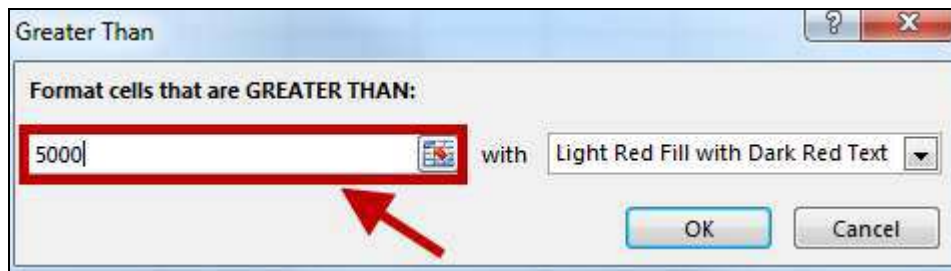 Greater Than
Format cells that are GREATER THAN:
5000 with Light Red Fill with Dark Red Text
OK Cancel